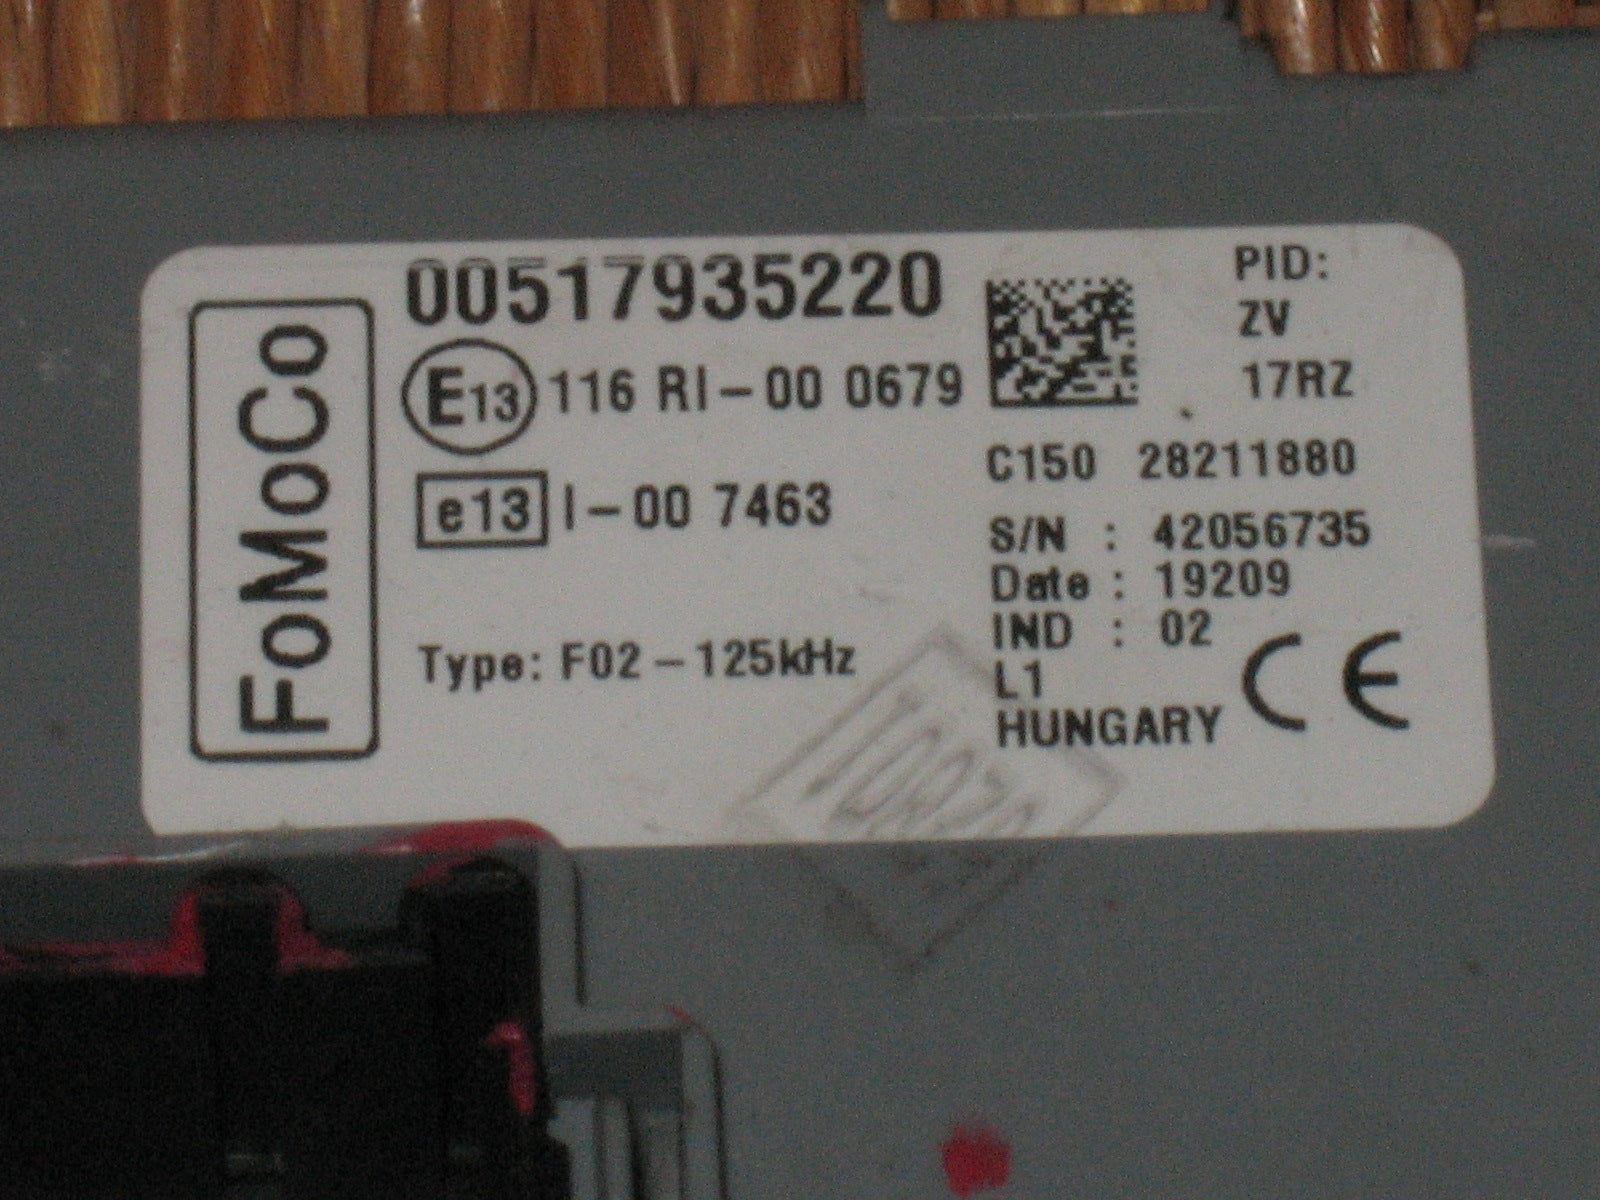 FoMoCo
00517935220
E13 116 RI-00 0679
e13 I-00 7463
Type: F02-125kHz
PID:
ZV
17RZ
C150 28211880
S/N : 42056735
Date : 19209
IND : 02
L1
HUNGARY
CE